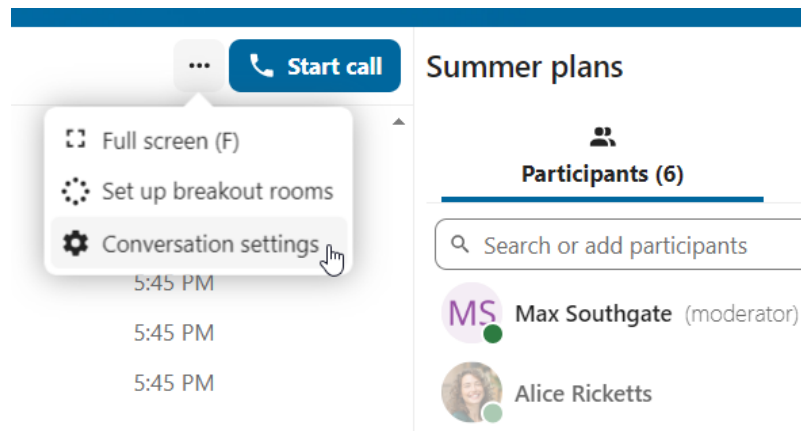 Start call
Summer plans
Full screen (F)
Set up breakout rooms
Conversation settings
5:45 PM
5:45 PM
5:45 PM
Participants (6)
Search or add participants
MS Max Southgate (moderator)
Alice Ricketts